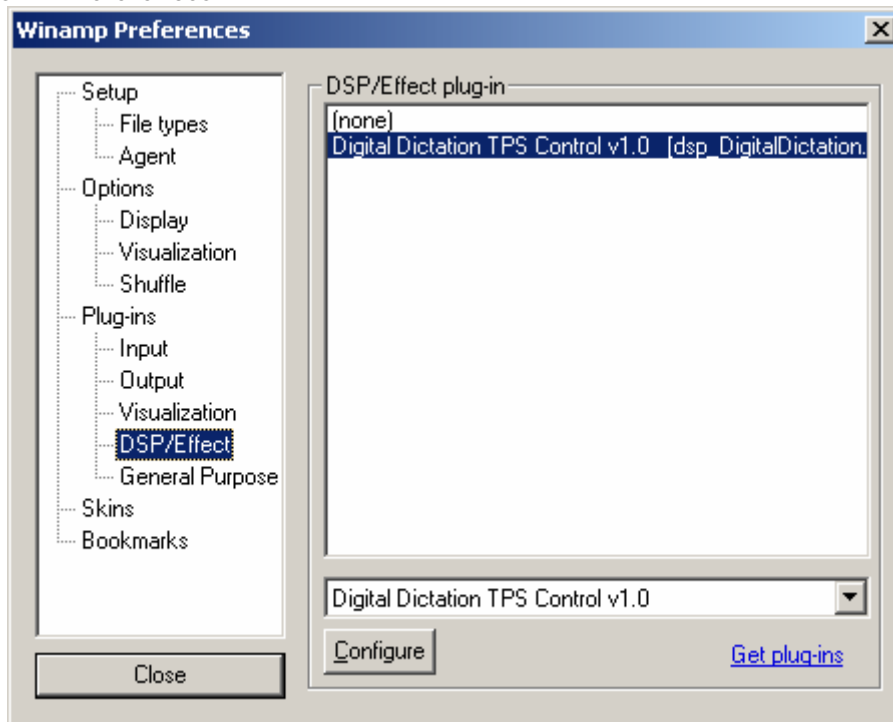 Winamp Preferences
Setup
File types
Agent
Options
Display
Visualization
Shuffle
Plug-ins
Input
Output
Visualization
DSP/Effect
General Purpose
Skins
Bookmarks
Close
DSP/Effect plug-in
(none)
Digital Dictation TPS Control v1.0 [dsp_DigitalDictation.
Digital Dictation TPS Control v1.0
Configure
Get plug-ins